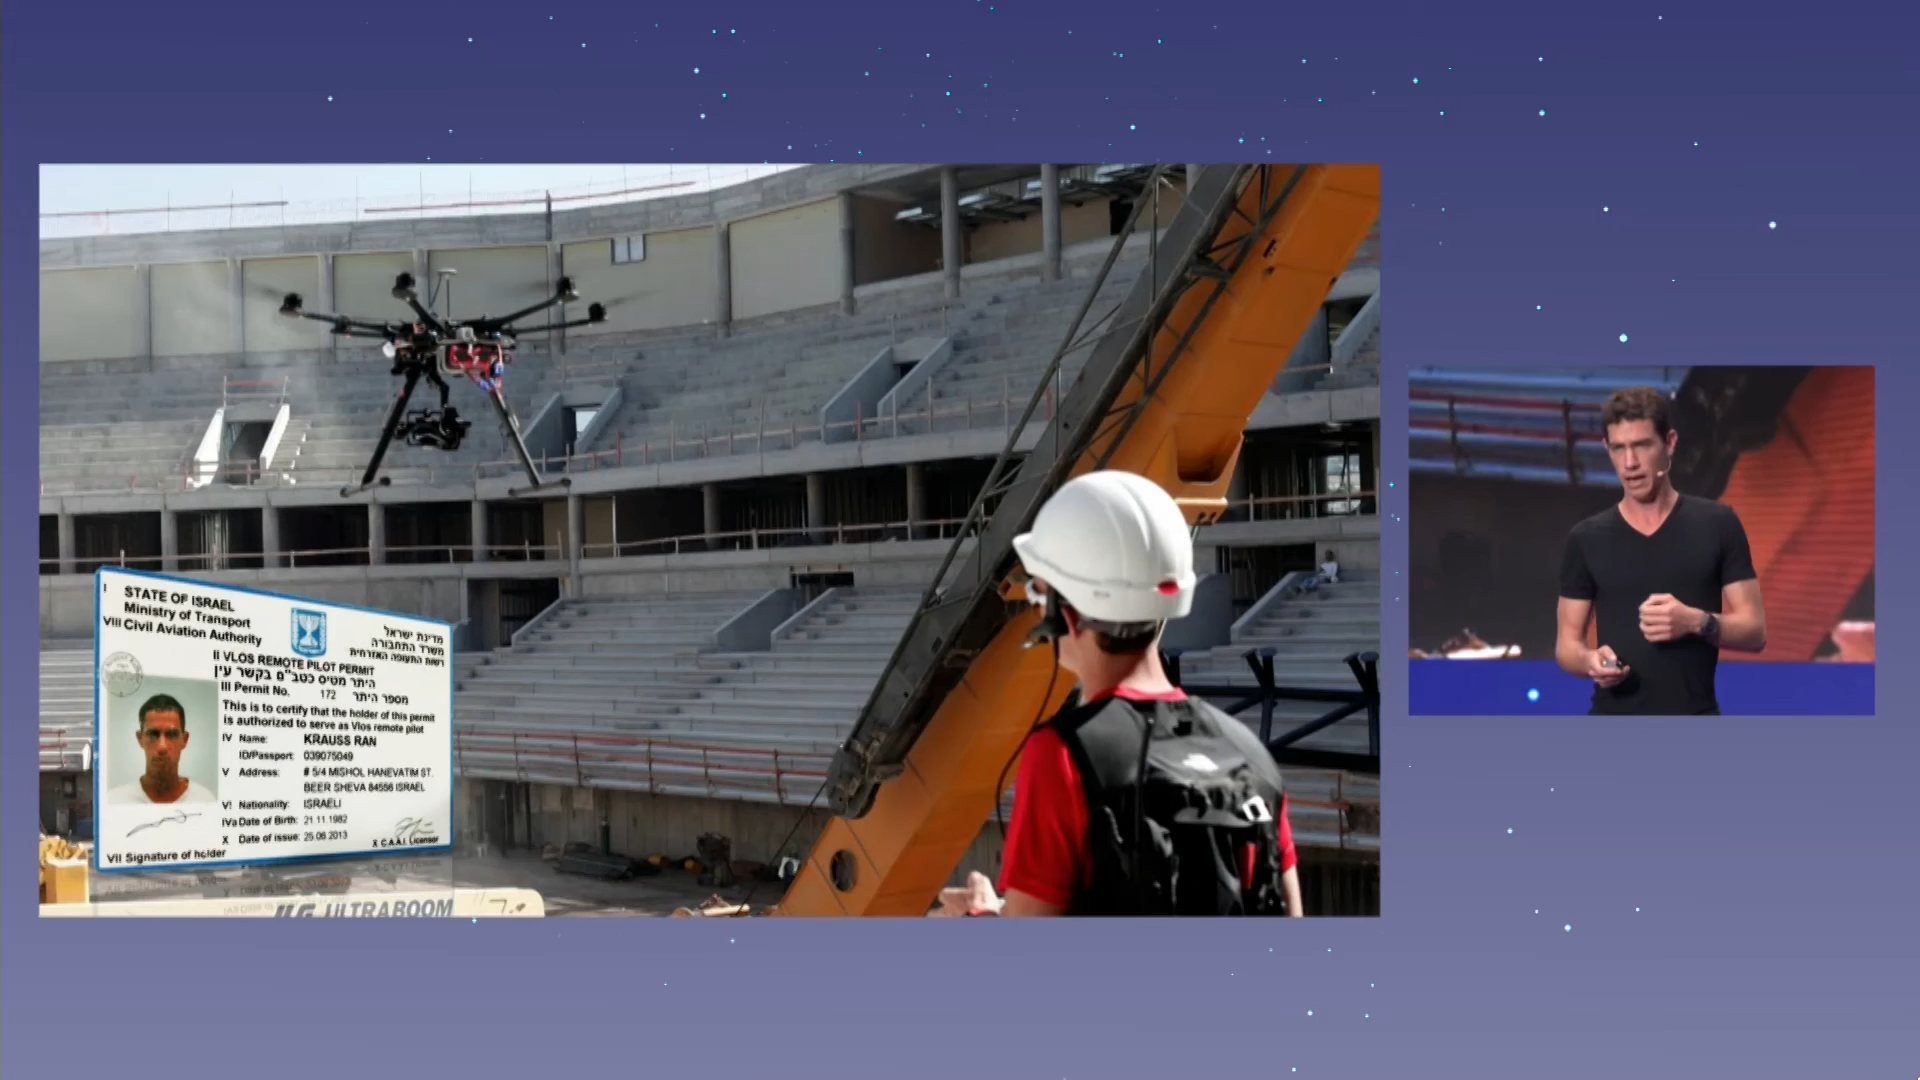 I STATE OF ISRAEL
Ministry of Transport
VIII Civil Aviation Authority
מדינת ישראל
משרד התחבורה
רשות התעופה האזרחית
II VLOS REMOTE PILOT PERMIT
היתר מטיס כטב"ם בקשר עין
III Permit No. 172 מספר היתר
This is to certify that the holder of this permit
is authorized to serve as Vlos remote pilot
IV Name: KRAUSS RAN
ID/Passport: 039075049
V Address: # 5/4 MISHOL HANEVATIM ST.
BEER SHEVA 84556 ISRAEL
VI Nationality: ISRAELI
IVa Date of Birth: 21.11.1982
X Date of issue: 25.06.2013
X C.A.A.I. Licensor
VII Signature of holder
ULTRABOOM